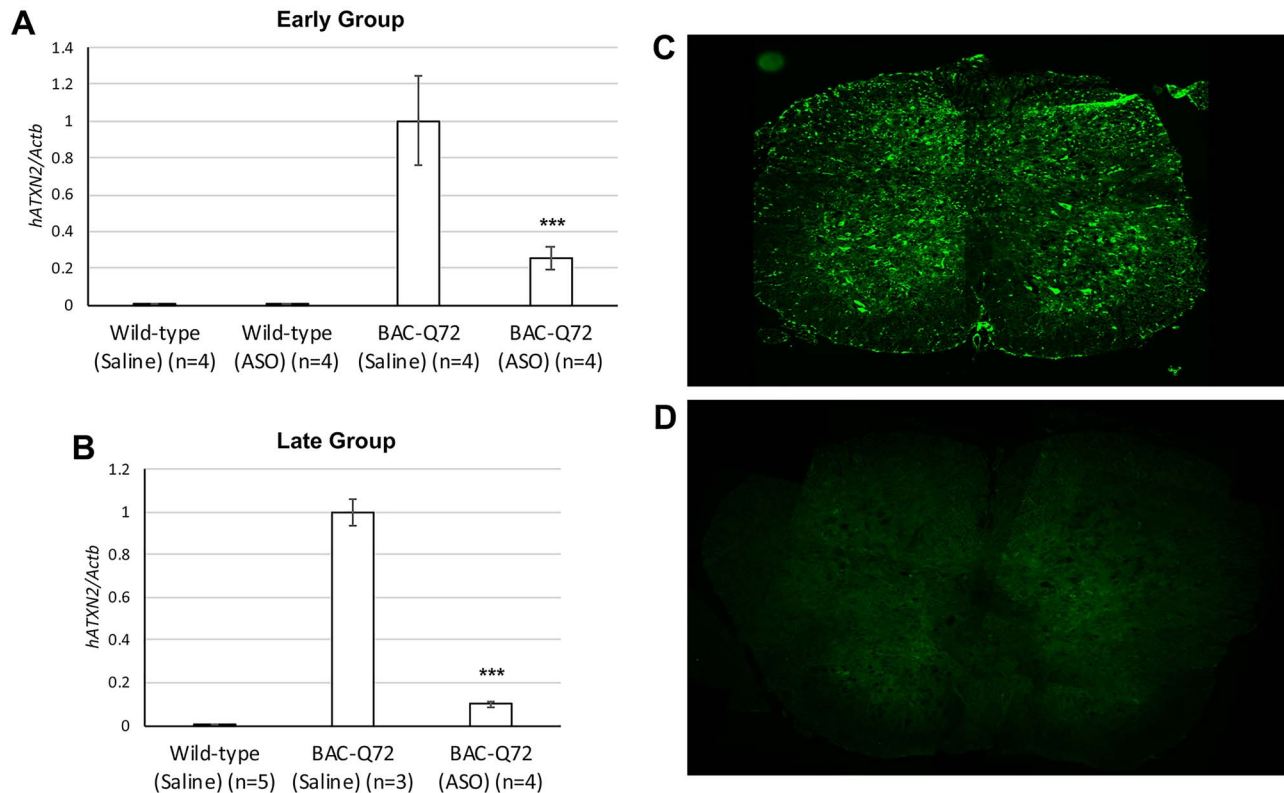 A
Early Group
hATXN2/Actb
1.4
1.2
1
0.8
0.6
0.4
0.2
0
***
Wild-type Wild-type BAC-Q72 BAC-Q72
(Saline) (n=4) (ASO) (n=4) (Saline) (n=4) (ASO) (n=4)
B
Late Group
hATXN2/Actb
1.2
1
0.8
0.6
0.4
0.2
0
***
Wild-type BAC-Q72 BAC-Q72
(Saline) (n=5) (Saline) (n=3) (ASO) (n=4)
C
D